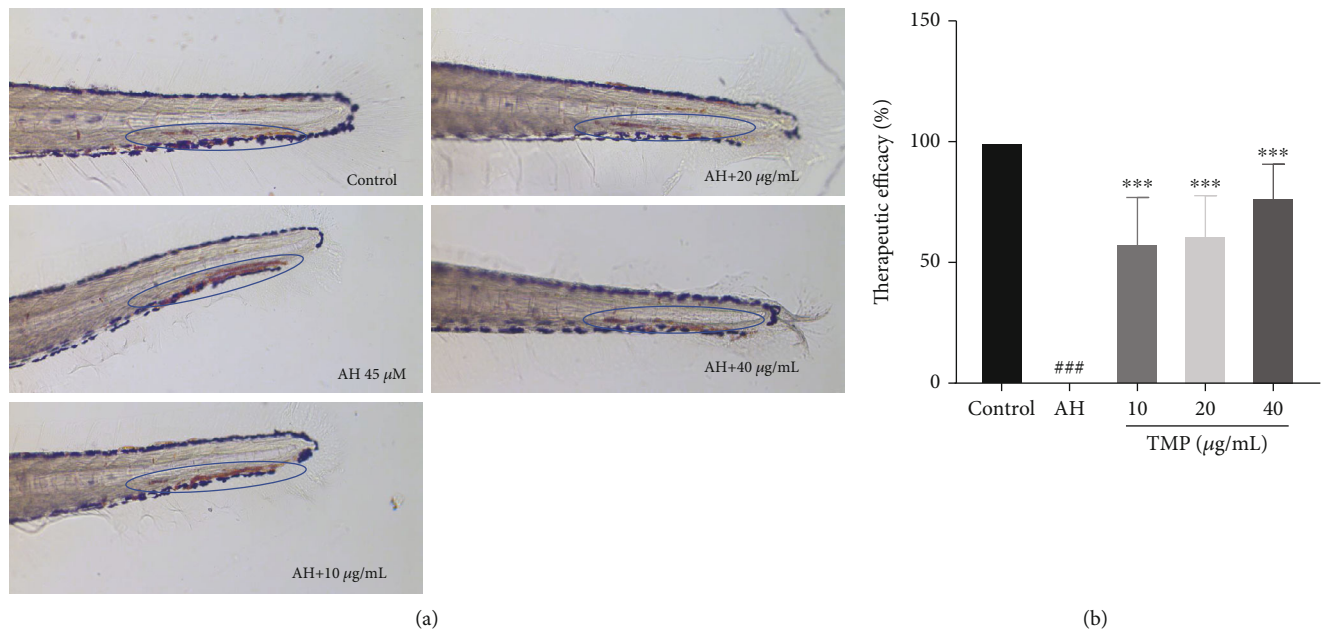 Control
AH+20 μg/mL
AH 45 μM
AH+40 μg/mL
AH+10 μg/mL
(a)
Therapeutic efficacy (%)
150
100
50
0
***
***
***
###
Control AH 10 20 40
TMP (μg/mL)
(b)